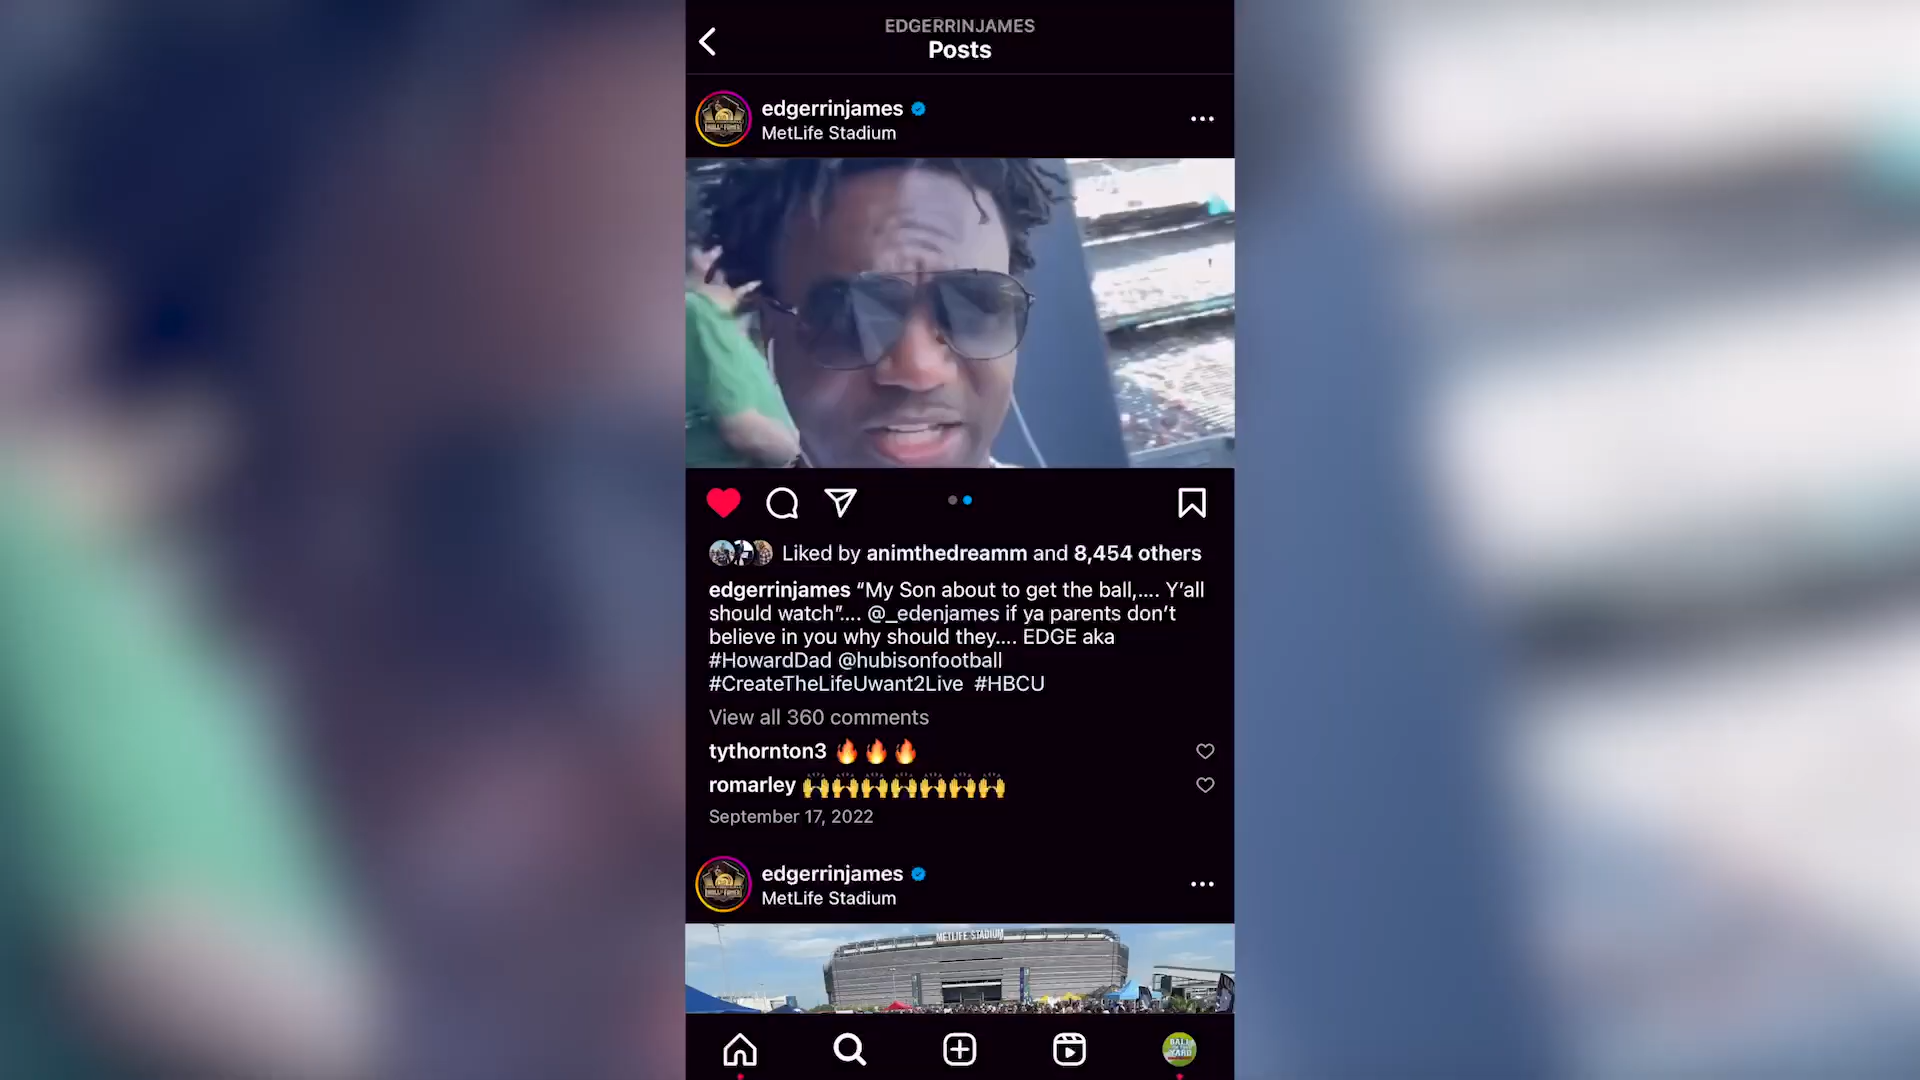 EDGERRINJAMES
Posts
edgerrinjames
MetLife Stadium
Liked by animthedreamm and 8,454 others
edgerrinjames “My Son about to get the ball,.... Y’all
should watch”.... @_edenjames if ya parents don’t
believe in you why should they.... EDGE aka
#HowardDad @hubisonfootball
#CreateTheLifeUwant2Live #HBCU
View all 360 comments
tythornton3 🔥🔥🔥
romarley 🙌🙌🙌🙌🙌🙌🙌
September 17, 2022
edgerrinjames
MetLife Stadium
METLIFE STADIUM
BALL
YARD